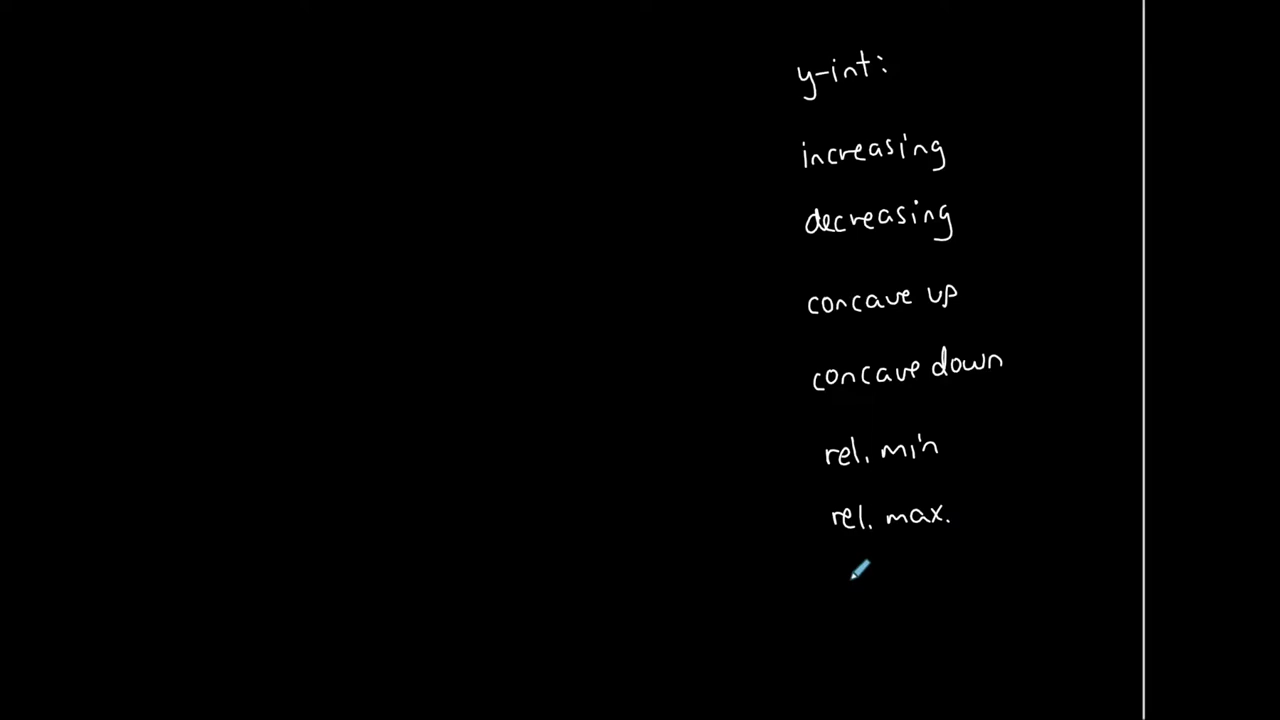 y-int:
increasing
decreasing
concave up
concave down
rel. min
rel. max.